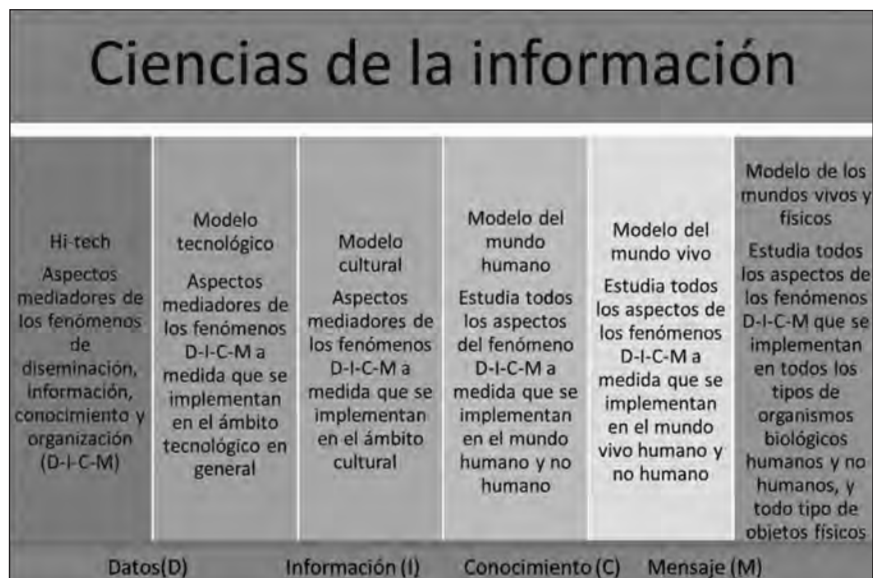 Ciencias de la información
Hi-tech
Aspectos
mediadores de
los fenómenos
de
diseminación,
información,
conocimiento y
organización
(D-I-C-M)
Modelo
tecnológico
Aspectos
mediadores de
los fenómenos
D-I-C-M a
medida que se
implementan
en el ámbito
tecnológico en
general
Modelo
cultural
Aspectos
mediadores de
los fenómenos
D-I-C-M a
medida que se
implementan
en el ámbito
cultural
Modelo del
mundo
humano
Estudia todos
los aspectos
del fenómeno
D-I-C-M a
medida que se
implementan
en el mundo
humano y no
humano
Modelo del
mundo vivo
Estudia todos
los aspectos de
los fenómenos
D-I-C-M a
medida que se
implementan
en el mundo
vivo humano y
no humano
Modelo de los
mundos vivos y
físicos
Estudia todos
los aspectos de
los fenómenos
D-I-C-M que se
implementan
en todos los
tipos de
organismos
biológicos
humanos y no
humanos, y
todo tipo de
objetos físicos
Datos(D) Información (I) Conocimiento (C) Mensaje (M)